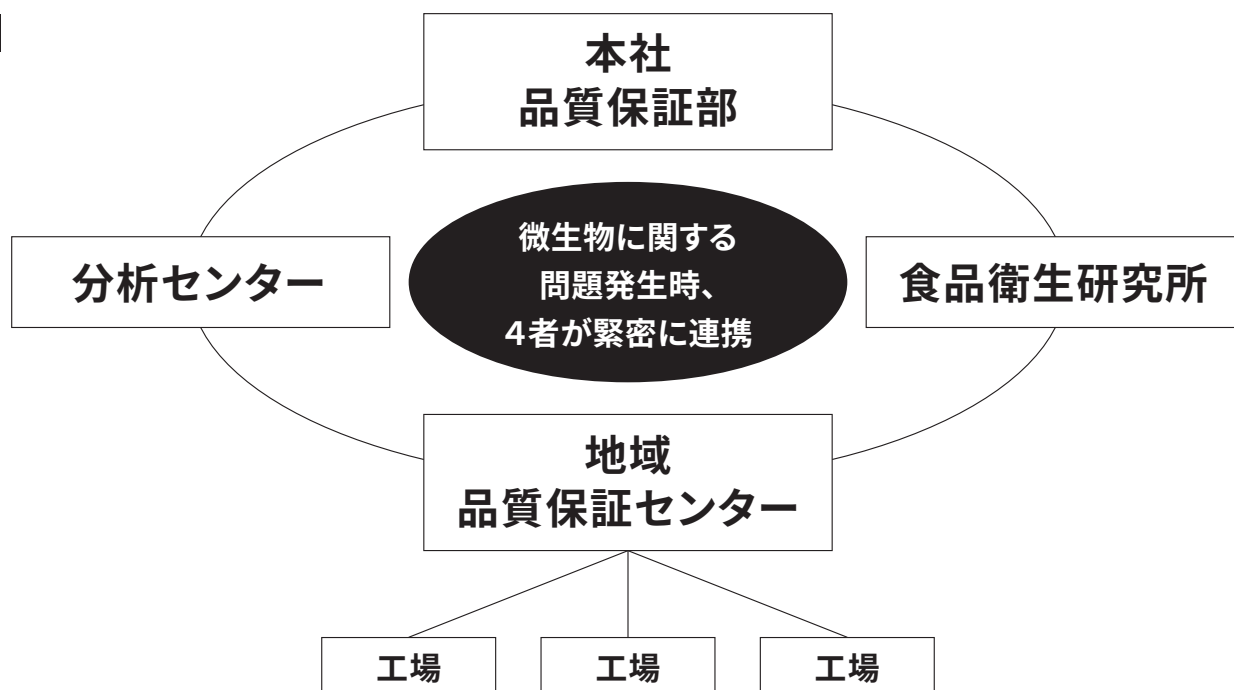 本社
品質保証部
微生物に関する
問題発生時、
4者が緊密に連携
分析センター
食品衛生研究所
地域
品質保証センター
工場
工場
工場